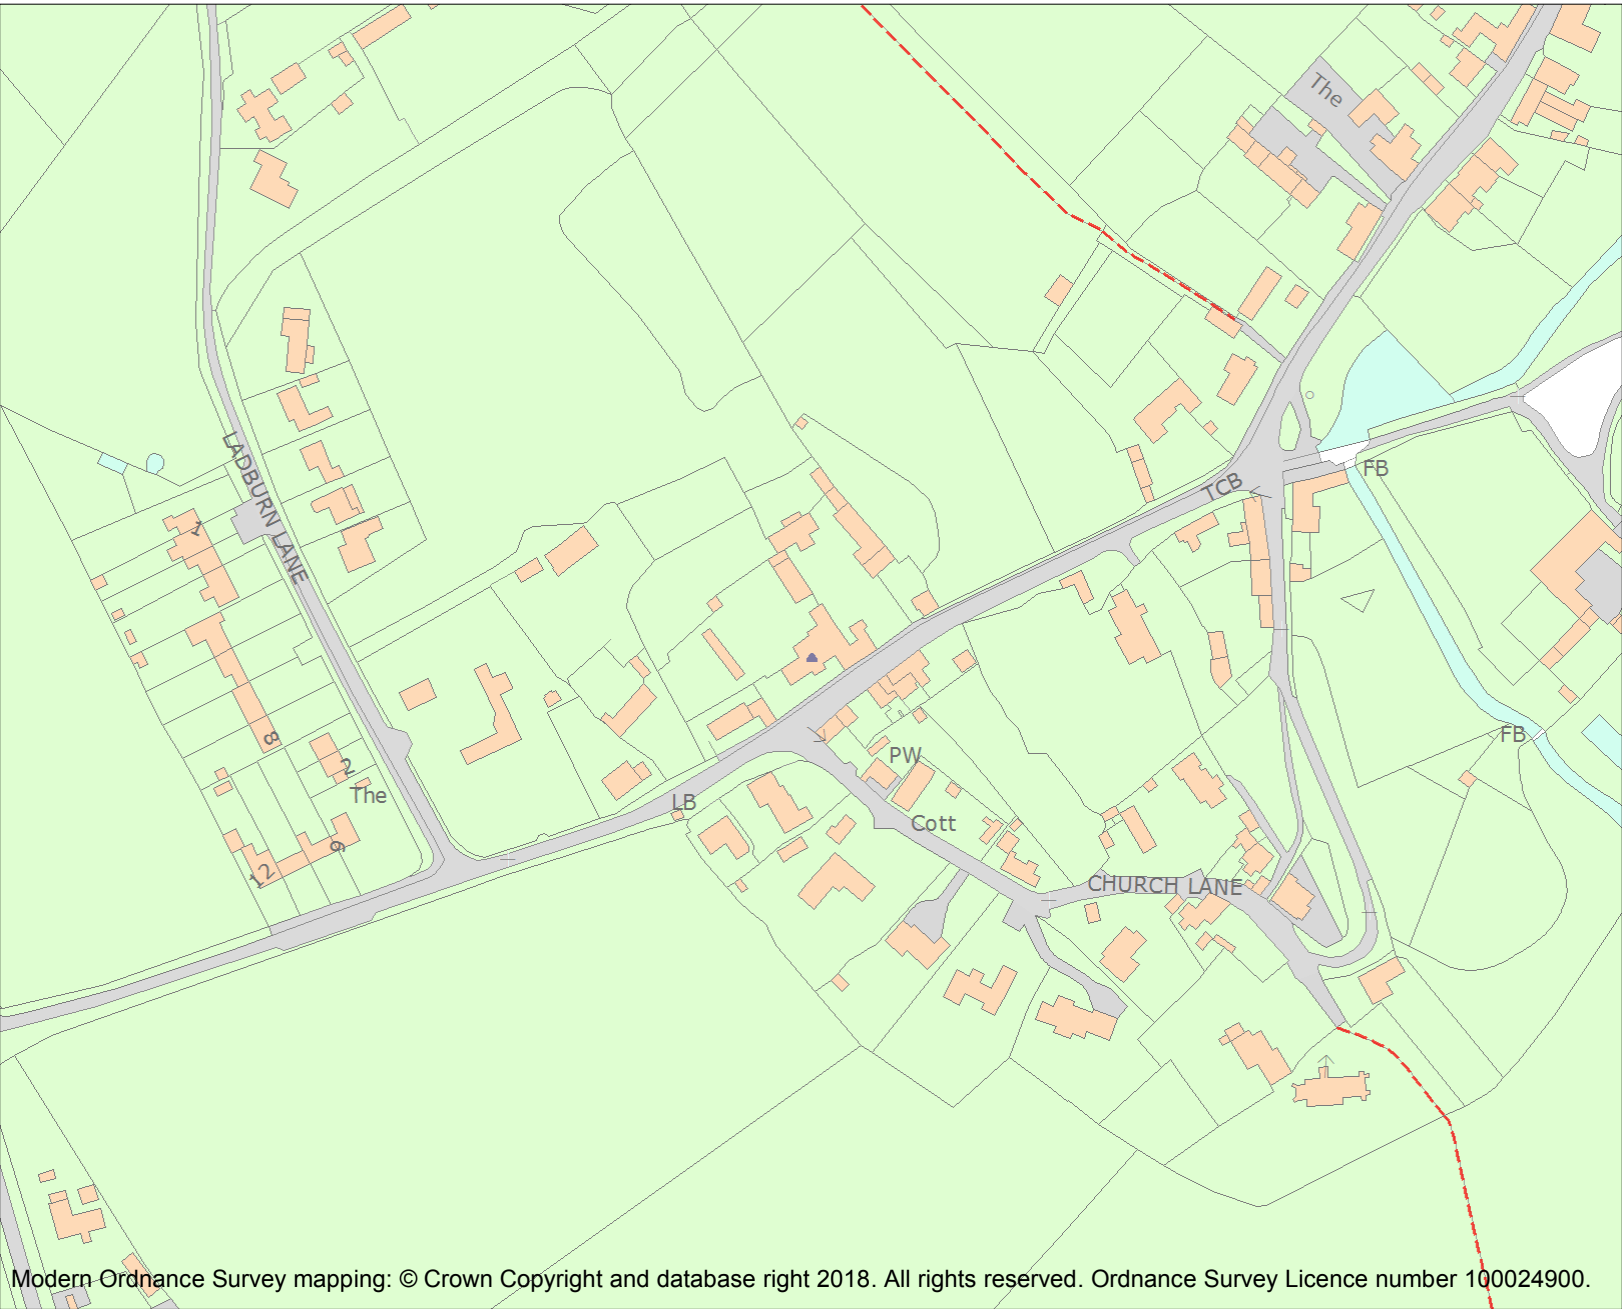 The
TCB
FB
LADBURN LANE
1
8
2
The
9
12
FB
PW
LB
Cott
CHURCH LANE
Modern Ordnance Survey mapping: © Crown Copyright and database right 2018. All rights reserved. Ordnance Survey Licence number 100024900.